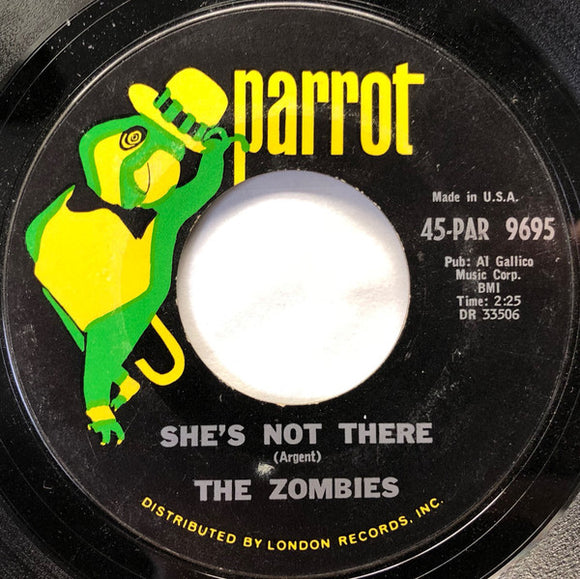 parrot
Made in U.S.A.
45-PAR 9695
Pub: Al Gallico
Music Corp.
BMI
Time: 2:25
DR 33506
SHE'S NOT THERE
(Argent)
THE ZOMBIES
DISTRIBUTED BY LONDON RECORDS, INC.